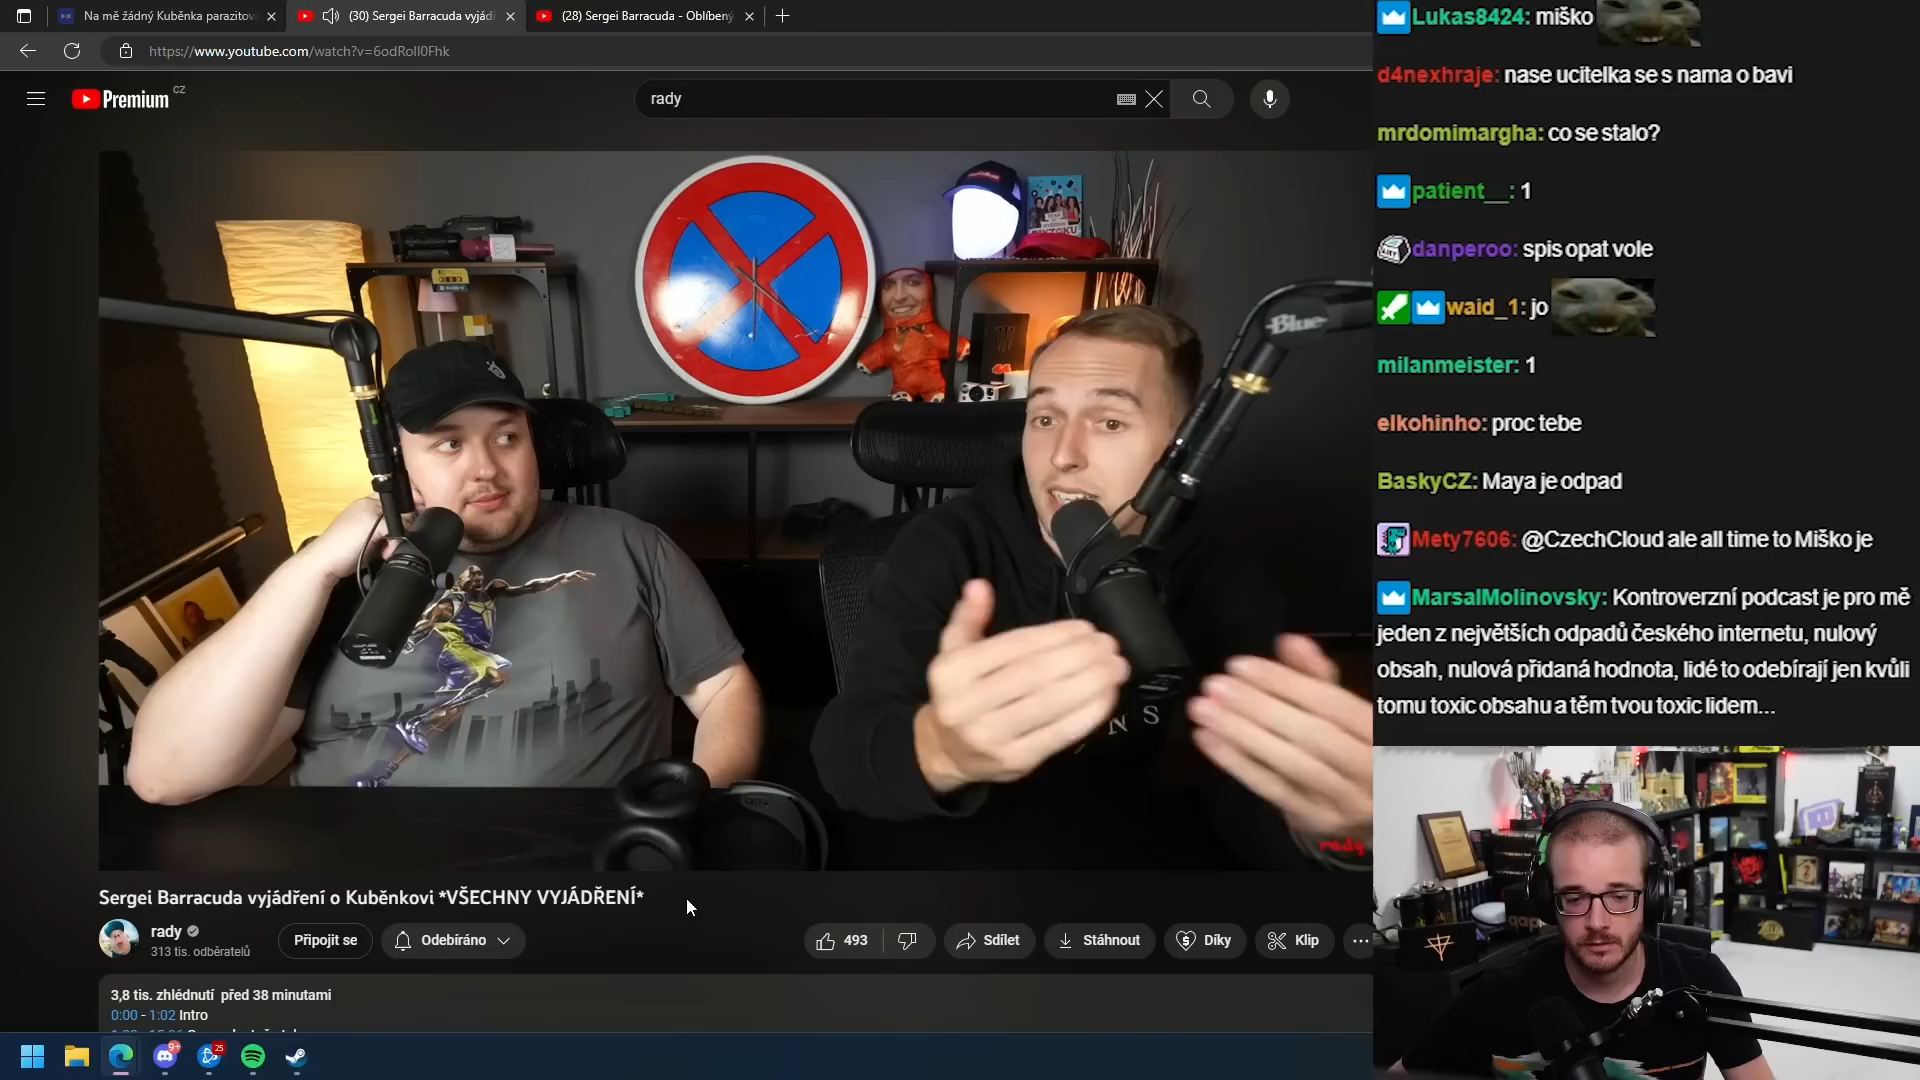 Na mě žádný Kuběnka parazitova
(30) Sergei Barracuda vyjádř
(28) Sergei Barracuda - Oblíbený
https://www.youtube.com/watch?v=6odRoll0Fhk
Premium CZ
rady
Blue
N S
rady
Sergei Barracuda vyjádření o Kuběnkovi *VŠECHNY VYJÁDŘENÍ*
rady
313 tis. odběratelů
Připojit se
Odebíráno
493
Sdílet
Stáhnout
Díky
Klip
3,8 tis. zhlédnutí před 38 minutami
0:00 - 1:02 Intro
9+
25
Lukas8424: miško
d4nexhraje: nase ucitelka se s nama o bavi
mrdomimargha: co se stalo?
patient__: 1
danperoo: spis opat vole
waid_1: jo
milanmeister: 1
elkohinho: proc tebe
BaskyCZ: Maya je odpad
Mety7606: @CzechCloud ale all time to Miško je
MarsalMolinovsky: Kontroverzní podcast je pro mě
jeden z největších odpadů českého internetu, nulový
obsah, nulová přidaná hodnota, lidé to odebírají jen kvůli
tomu toxic obsahu a těm tvou toxic lidem...